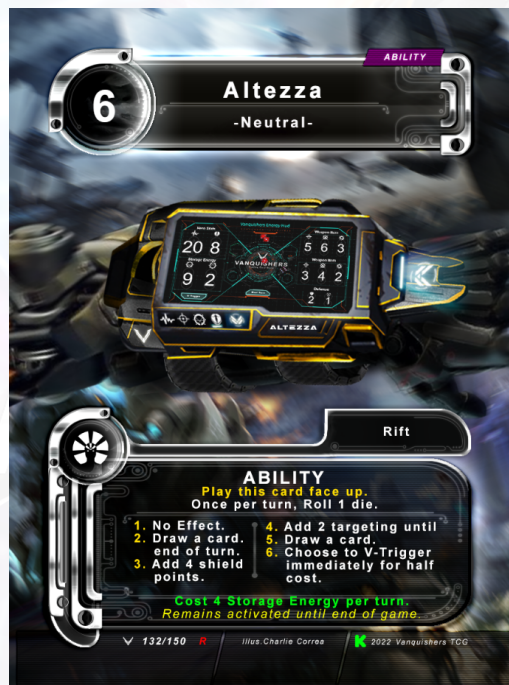 ABILITY
6
Altezza
-Neutral-
Vanquishers Energy Pod
20 8
5 6 3
Storage Energy
VANQUISHERS
9 2
3 4 2
Defense
2 1
ALTEZZA
Rift
ABILITY
Play this card face up.
Once per turn, Roll 1 die.
1. No Effect.
2. Draw a card.
end of turn.
3. Add 4 shield
points.
4. Add 2 targeting until
5. Draw a card.
6. Choose to V-Trigger
immediately for half
cost.
Cost 4 Storage Energy per turn.
Remains activated until end of game.
132/150 R
Illus.Charlie Correa
K 2022 Vanquishers TCG